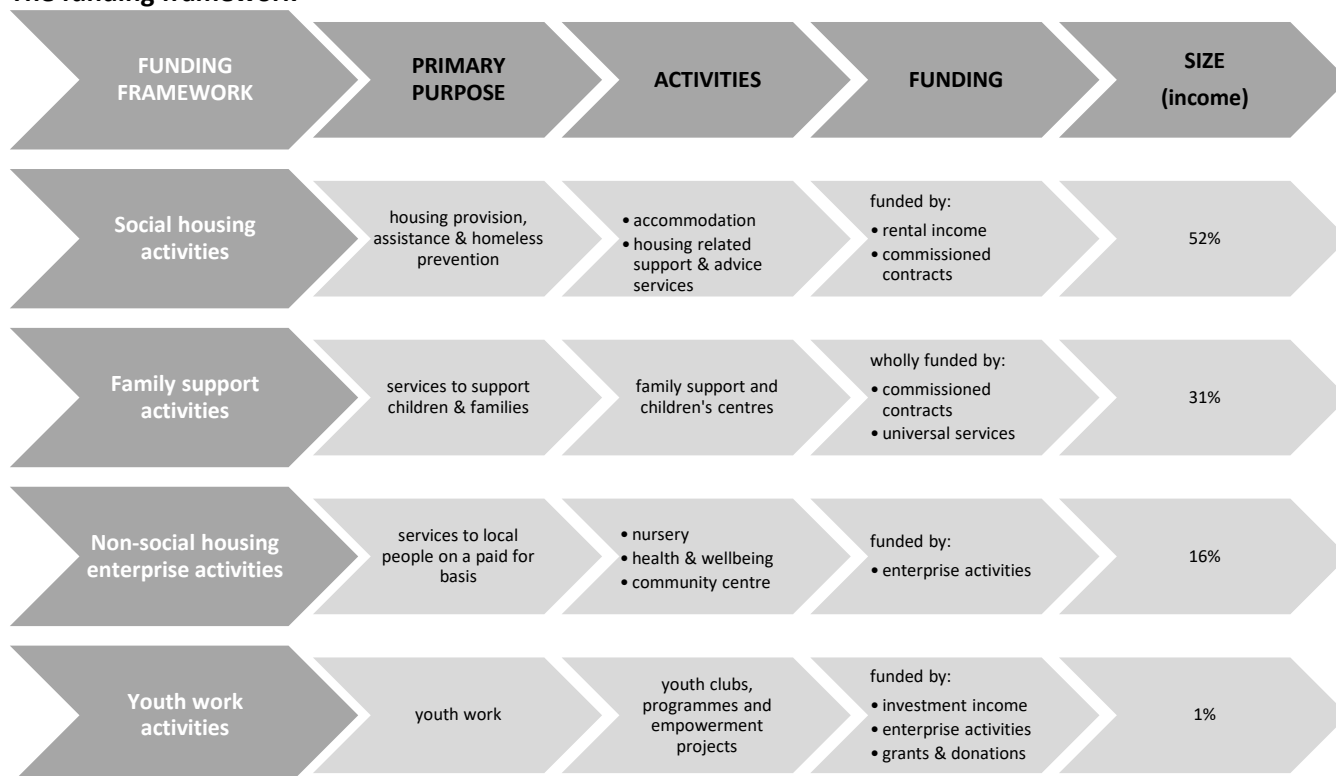 The funding framework
FUNDING
FRAMEWORK
PRIMARY
PURPOSE
ACTIVITIES
FUNDING
SIZE
(income)
Social housing
activities
housing provision,
assistance & homeless
prevention
• accommodation
• housing related
support & advice
services
funded by:
• rental income
• commissioned
contracts
52%
Family support
activities
services to support
children & families
family support and
children's centres
wholly funded by:
• commissioned
contracts
• universal services
31%
Non-social housing
enterprise activities
services to local
people on a paid for
basis
• nursery
• health & wellbeing
• community centre
funded by:
• enterprise activities
16%
Youth work
activities
youth work
youth clubs,
programmes and
empowerment
projects
funded by:
• investment income
• enterprise activities
• grants & donations
1%